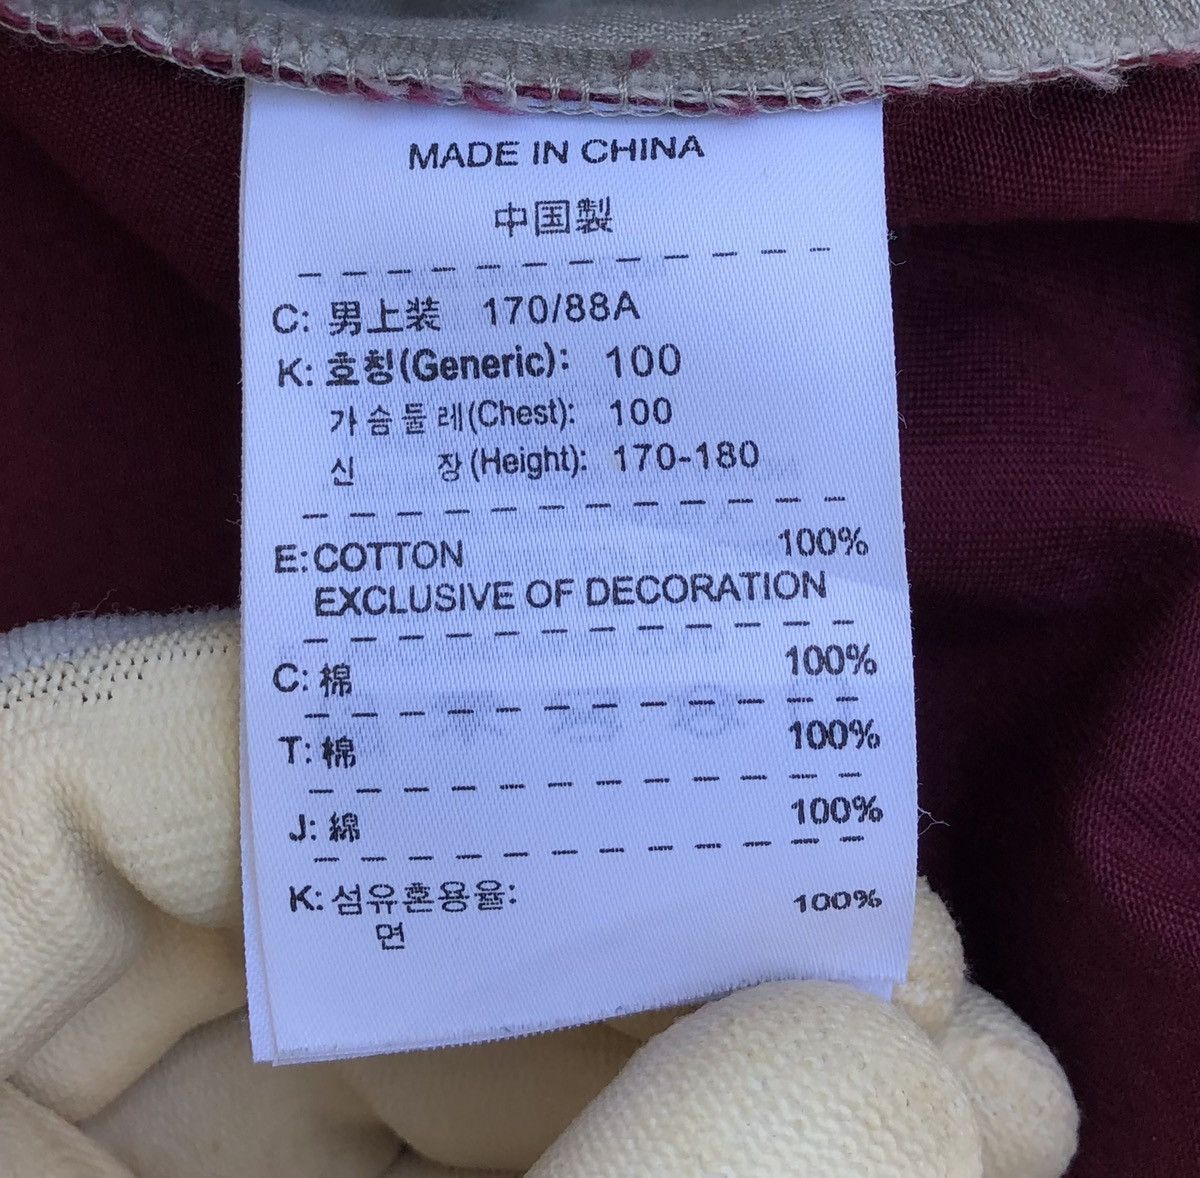 MADE IN CHINA
中国製
C: 男上装 170/88A
K: 호칭(Generic): 100
가슴둘레(Chest): 100
신 장(Height): 170-180
E:COTTON 100%
EXCLUSIVE OF DECORATION
C: 棉 100%
T: 棉 100%
J: 綿 100%
K: 섬유혼용율: 100%
면